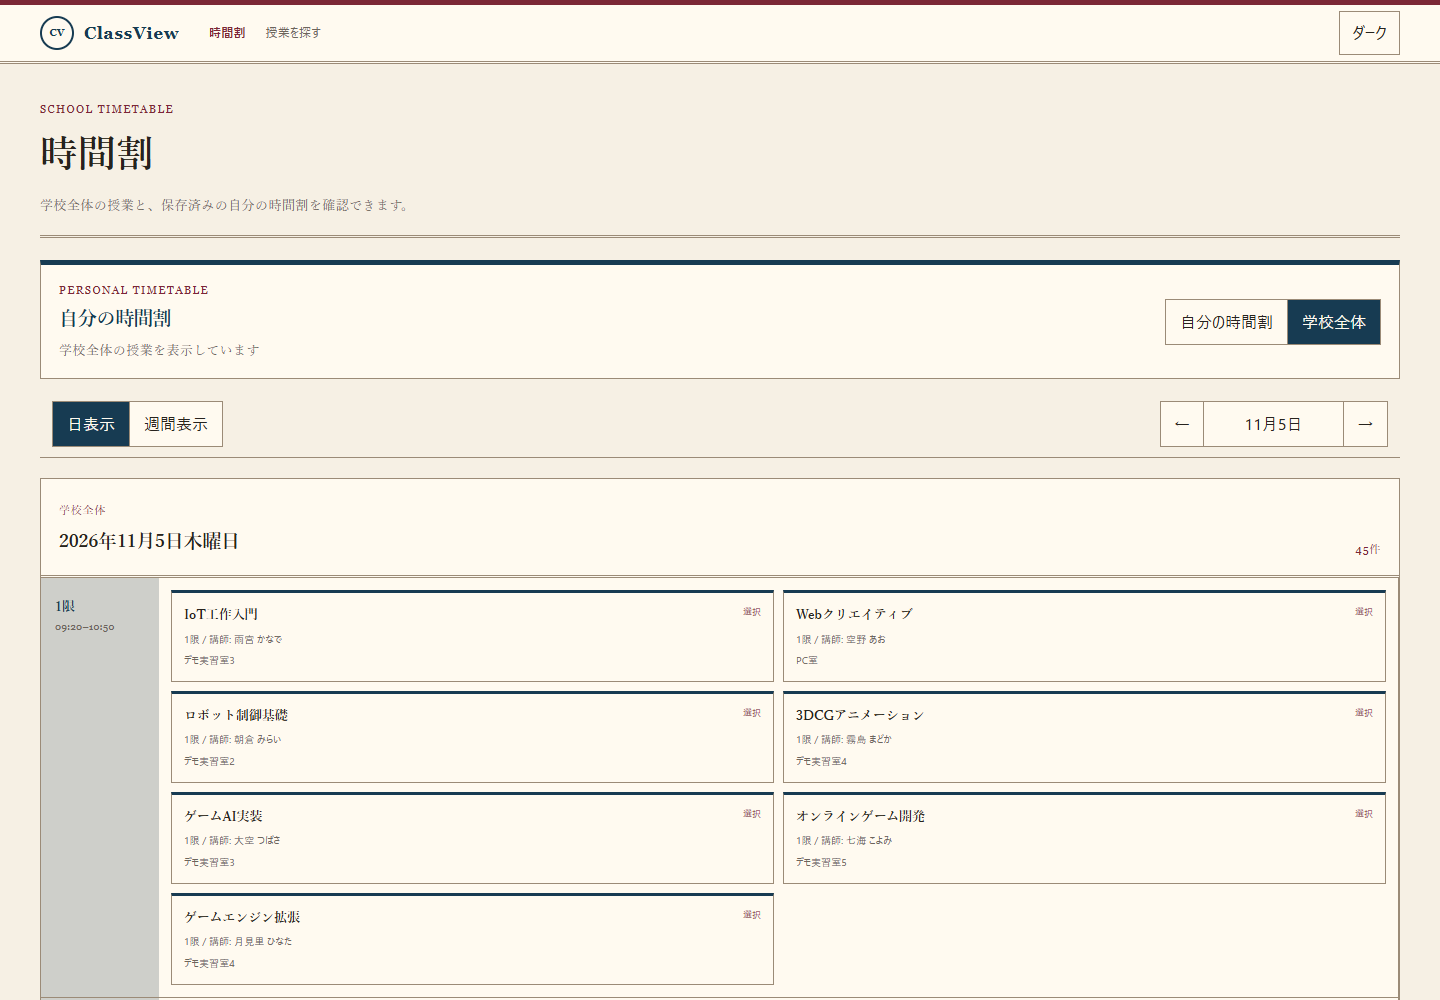 CV ClassView 時間割 授業を探す ダーク
SCHOOL TIMETABLE
時間割
学校全体の授業と、保存済みの自分の時間割を確認できます。
PERSONAL TIMETABLE
自分の時間割
学校全体の授業を表示しています
自分の時間割 学校全体
日表示 週間表示 ← 11月5日 →
学校全体
2026年11月5日木曜日
45件
1限
09:20–10:50
IoT工作入門 選択
1限 / 講師: 雨宮 かなで
デモ実習室3
Webクリエイティブ 選択
1限 / 講師: 空野 あお
PC室
ロボット制御基礎 選択
1限 / 講師: 朝倉 みらい
デモ実習室2
3DCGアニメーション 選択
1限 / 講師: 霧島 まどか
デモ実習室4
ゲームAI実装 選択
1限 / 講師: 大空 つばさ
デモ実習室3
オンラインゲーム開発 選択
1限 / 講師: 七海 こよみ
デモ実習室5
ゲームエンジン拡張 選択
1限 / 講師: 月見里 ひなた
デモ実習室4